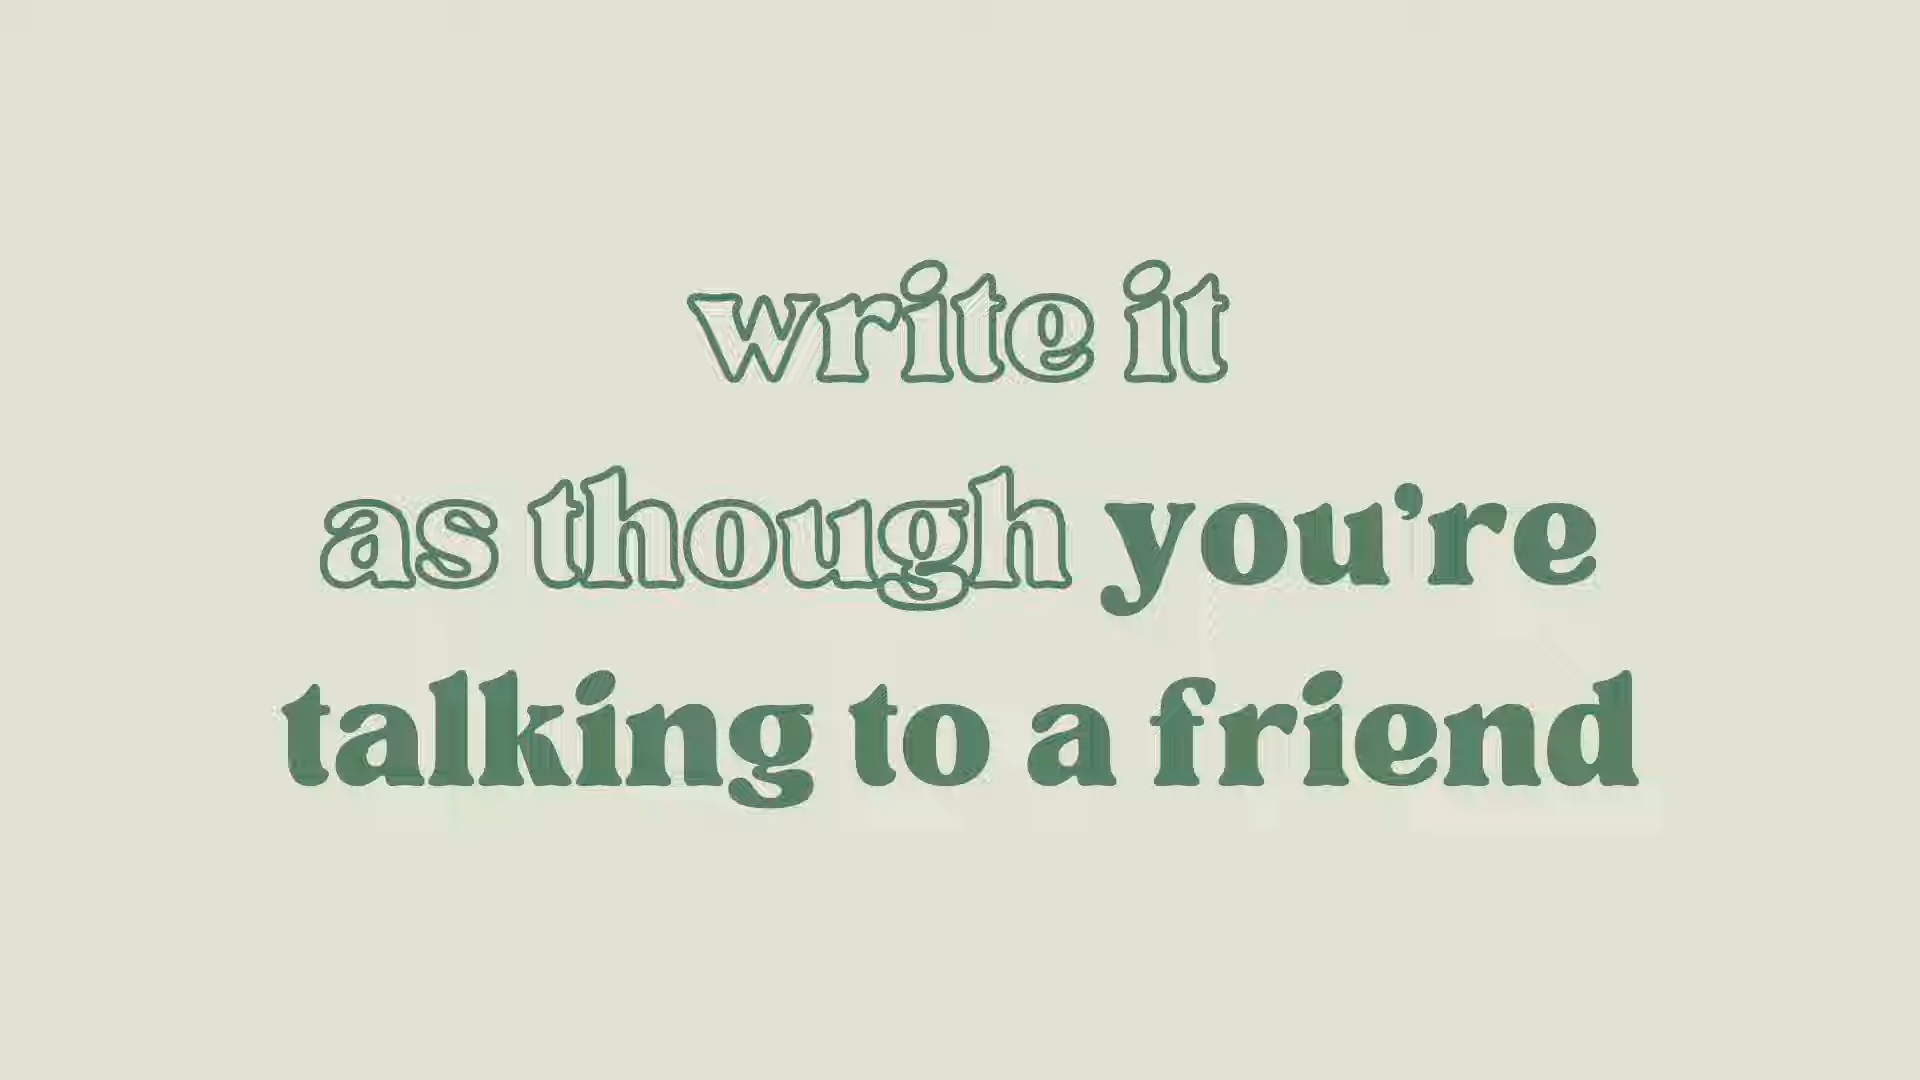 write it
as though you're
talking to a friend